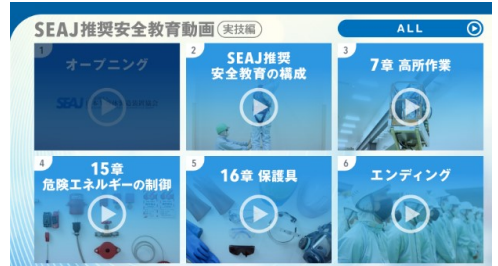 SEAJ推奨安全教育動画(実技編)
ALL
1
オープニング
SEAJ
2
SEAJ推奨
安全教育の構成
3
7章 高所作業
4
15章
危険エネルギーの制御
5
16章 保護具
6
エンディング